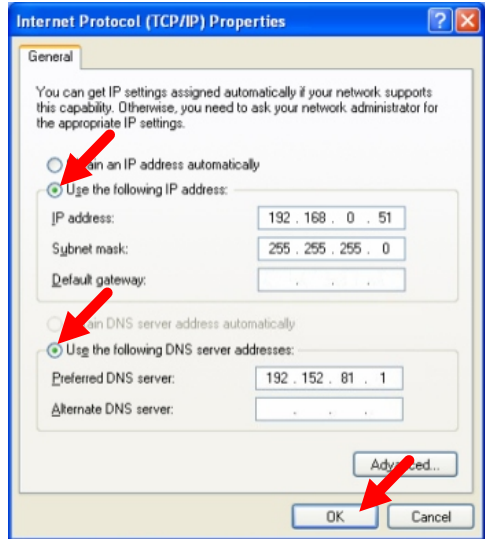 Internet Protocol (TCP/IP) Properties
General
You can get IP settings assigned automatically if your network supports
this capability. Otherwise, you need to ask your network administrator for
the appropriate IP settings.
an IP address automatically
Use the following IP address:
IP address: 192 . 168 . 0 . 51
Subnet mask: 255 . 255 . 255 . 0
Default gateway: . . .
DNS server address automatically
Use the following DNS server addresses:
Preferred DNS server: 192 . 152 . 81 . 1
Alternate DNS server: . . .
Advanced...
OK Cancel